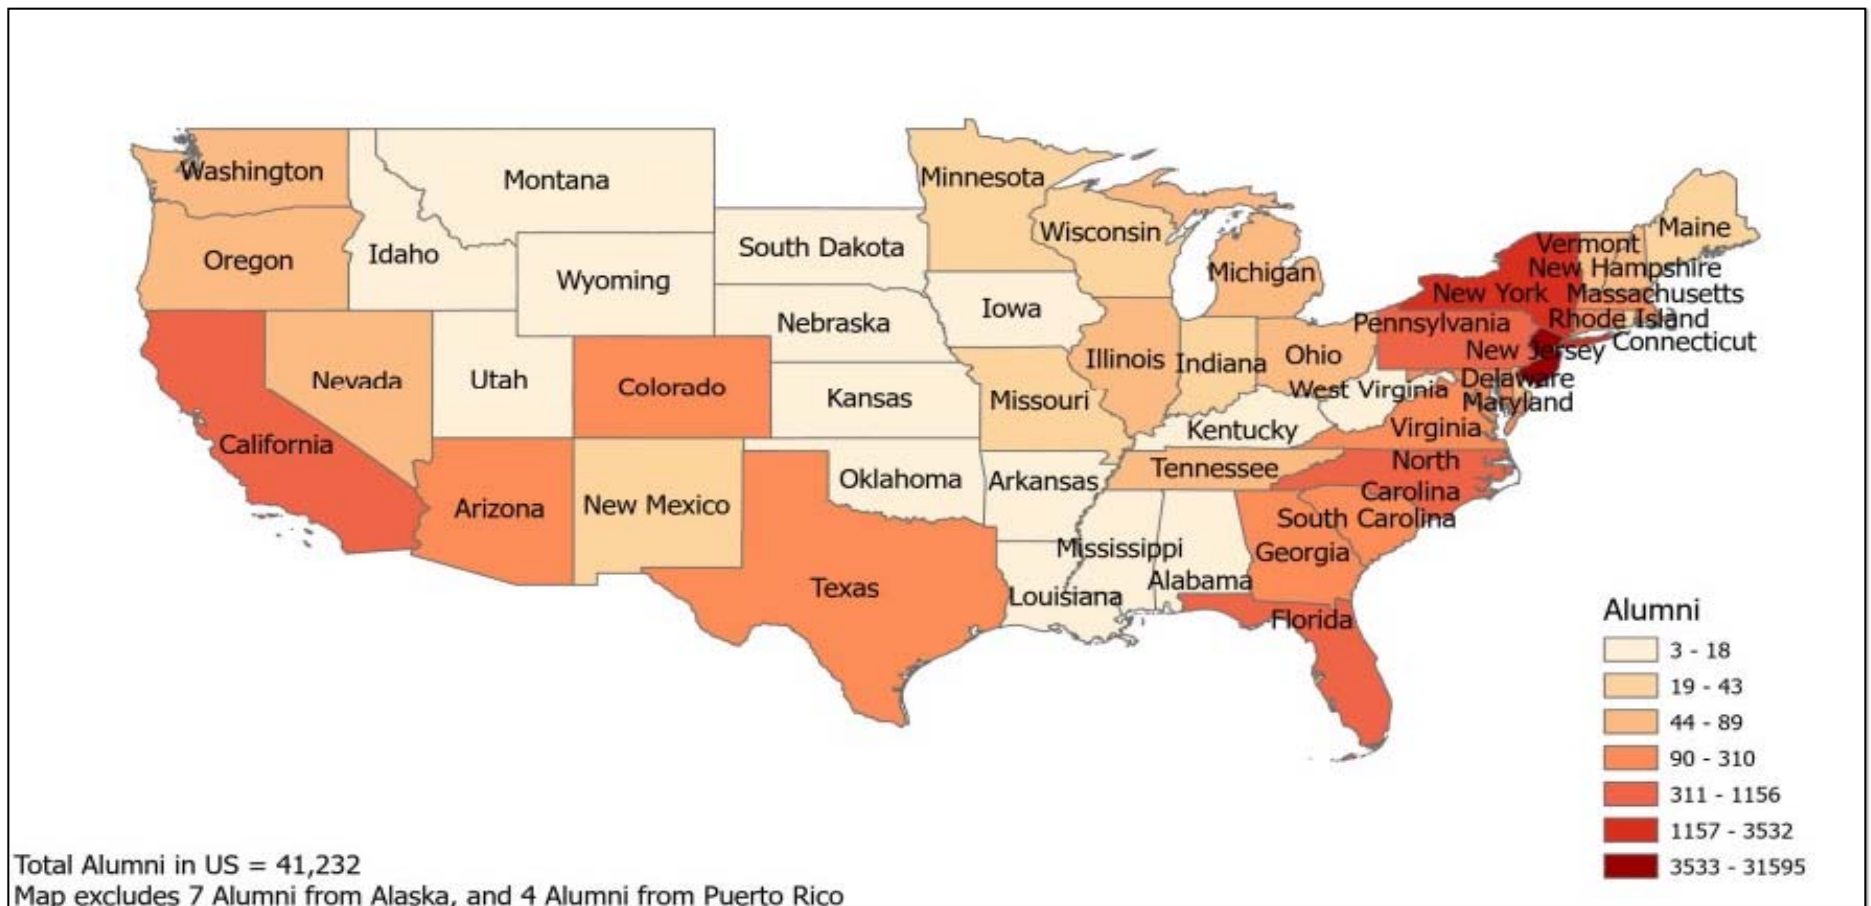 Washington
Montana
Minnesota
Maine
Oregon
Idaho
South Dakota
Wisconsin
Vermont
Michigan
New Hampshire
Wyoming
New York
Massachusetts
Iowa
Nebraska
Pennsylvania
Rhode Island
Connecticut
New Jersey
Illinois
Indiana
Ohio
Nevada
Utah
Colorado
Delaware
West Virginia
Kansas
Missouri
Maryland
California
Kentucky
Virginia
North
Carolina
Tennessee
Oklahoma
Arkansas
Arizona
New Mexico
South Carolina
Mississippi
Georgia
Alabama
Texas
Louisiana
Florida
Alumni
3 - 18
19 - 43
44 - 89
90 - 310
311 - 1156
1157 - 3532
3533 - 31595
Total Alumni in US = 41,232
Map excludes 7 Alumni from Alaska, and 4 Alumni from Puerto Rico